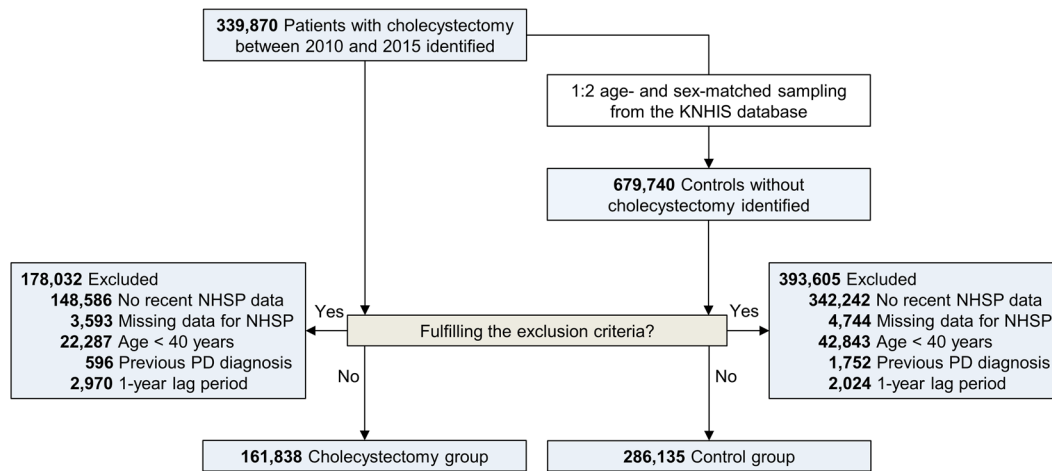 339,870 Patients with cholecystectomy
between 2010 and 2015 identified
1:2 age- and sex-matched sampling
from the KNHIS database
679,740 Controls without
cholecystectomy identified
178,032 Excluded
148,586 No recent NHSP data
3,593 Missing data for NHSP
22,287 Age < 40 years
596 Previous PD diagnosis
2,970 1-year lag period
Yes
Fulfilling the exclusion criteria?
Yes
393,605 Excluded
342,242 No recent NHSP data
4,744 Missing data for NHSP
42,843 Age < 40 years
1,752 Previous PD diagnosis
2,024 1-year lag period
No
No
161,838 Cholecystectomy group
286,135 Control group